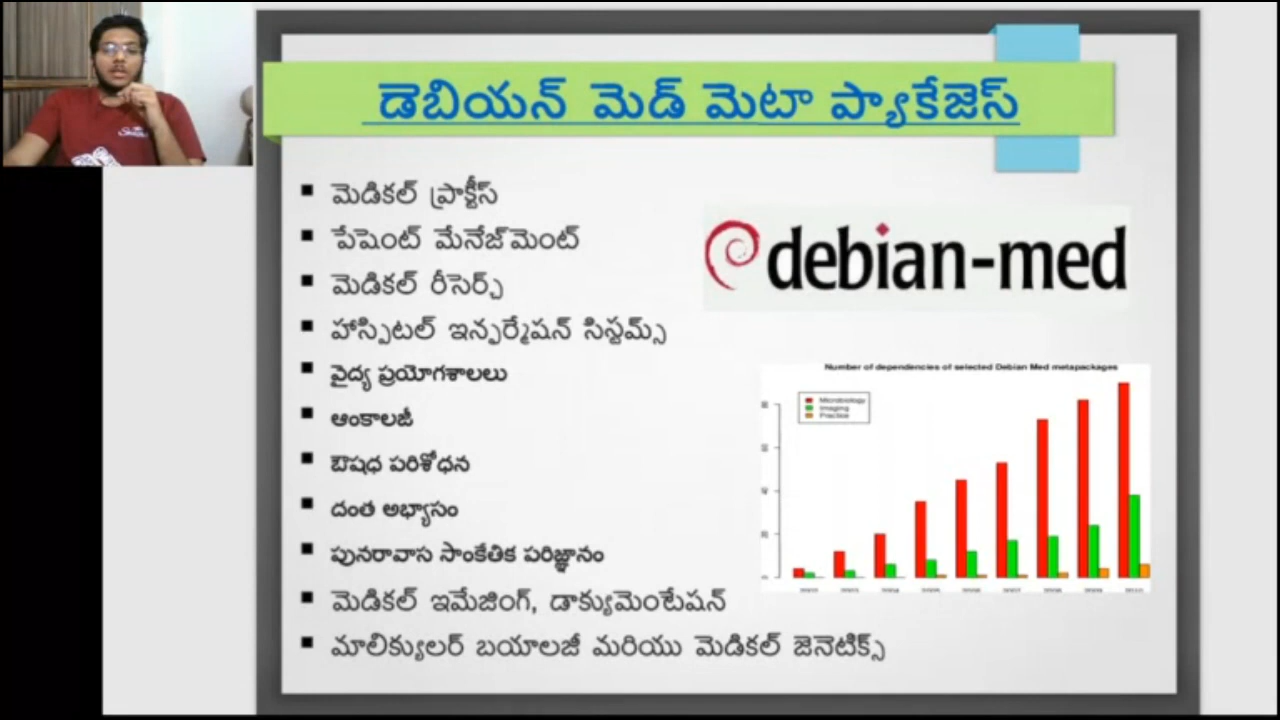 డెబియన్ మెడ్ మెటా ప్యాకేజెస్
మెడికల్ ప్రాక్టీస్
పేషెంట్ మేనేజ్‌మెంట్
మెడికల్ రీసెర్చ్
హాస్పిటల్ ఇన్ఫర్మేషన్ సిస్టమ్స్
వైద్య ప్రయోగశాలలు
ఆంకాలజీ
ఔషధ పరిశోధన
దంత అభ్యాసం
పునరావాస సాంకేతిక పరిజ్ఞానం
మెడికల్ ఇమేజింగ్, డాక్యుమెంటేషన్
మాలిక్యులర్ బయాలజీ మరియు మెడికల్ జెనెటిక్స్
debian-med
Number of dependencies of selected Debian Med metapackages
Microbiology
Imaging
Practice